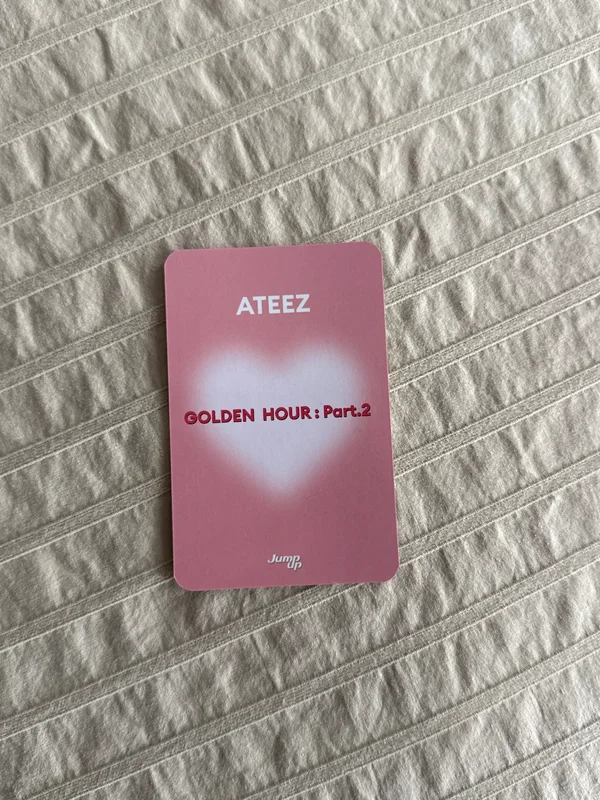 ATEEZ
GOLDEN HOUR : Part.2
Jump
up